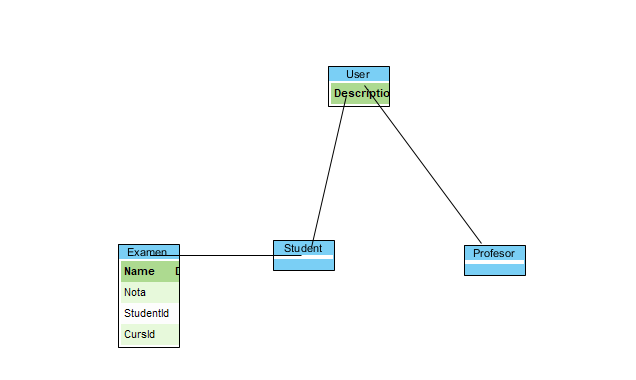 User
Descriptio
Student
Profesor
Examen
Name D
Nota
StudentId
CursId